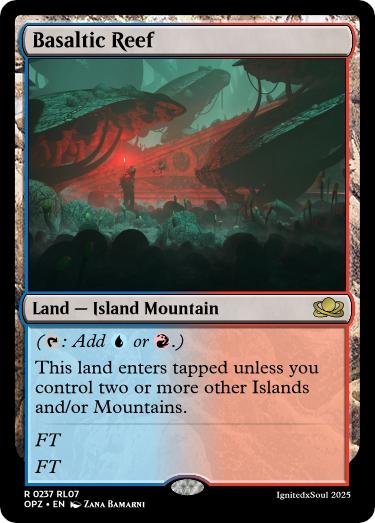 Basaltic Reef
Land — Island Mountain
(: Add or .)
This land enters tapped unless you
control two or more other Islands
and/or Mountains.
FT
FT
R 0237 RL07
OPZ • EN Zana Bamarni
IgnitedxSoul 2025